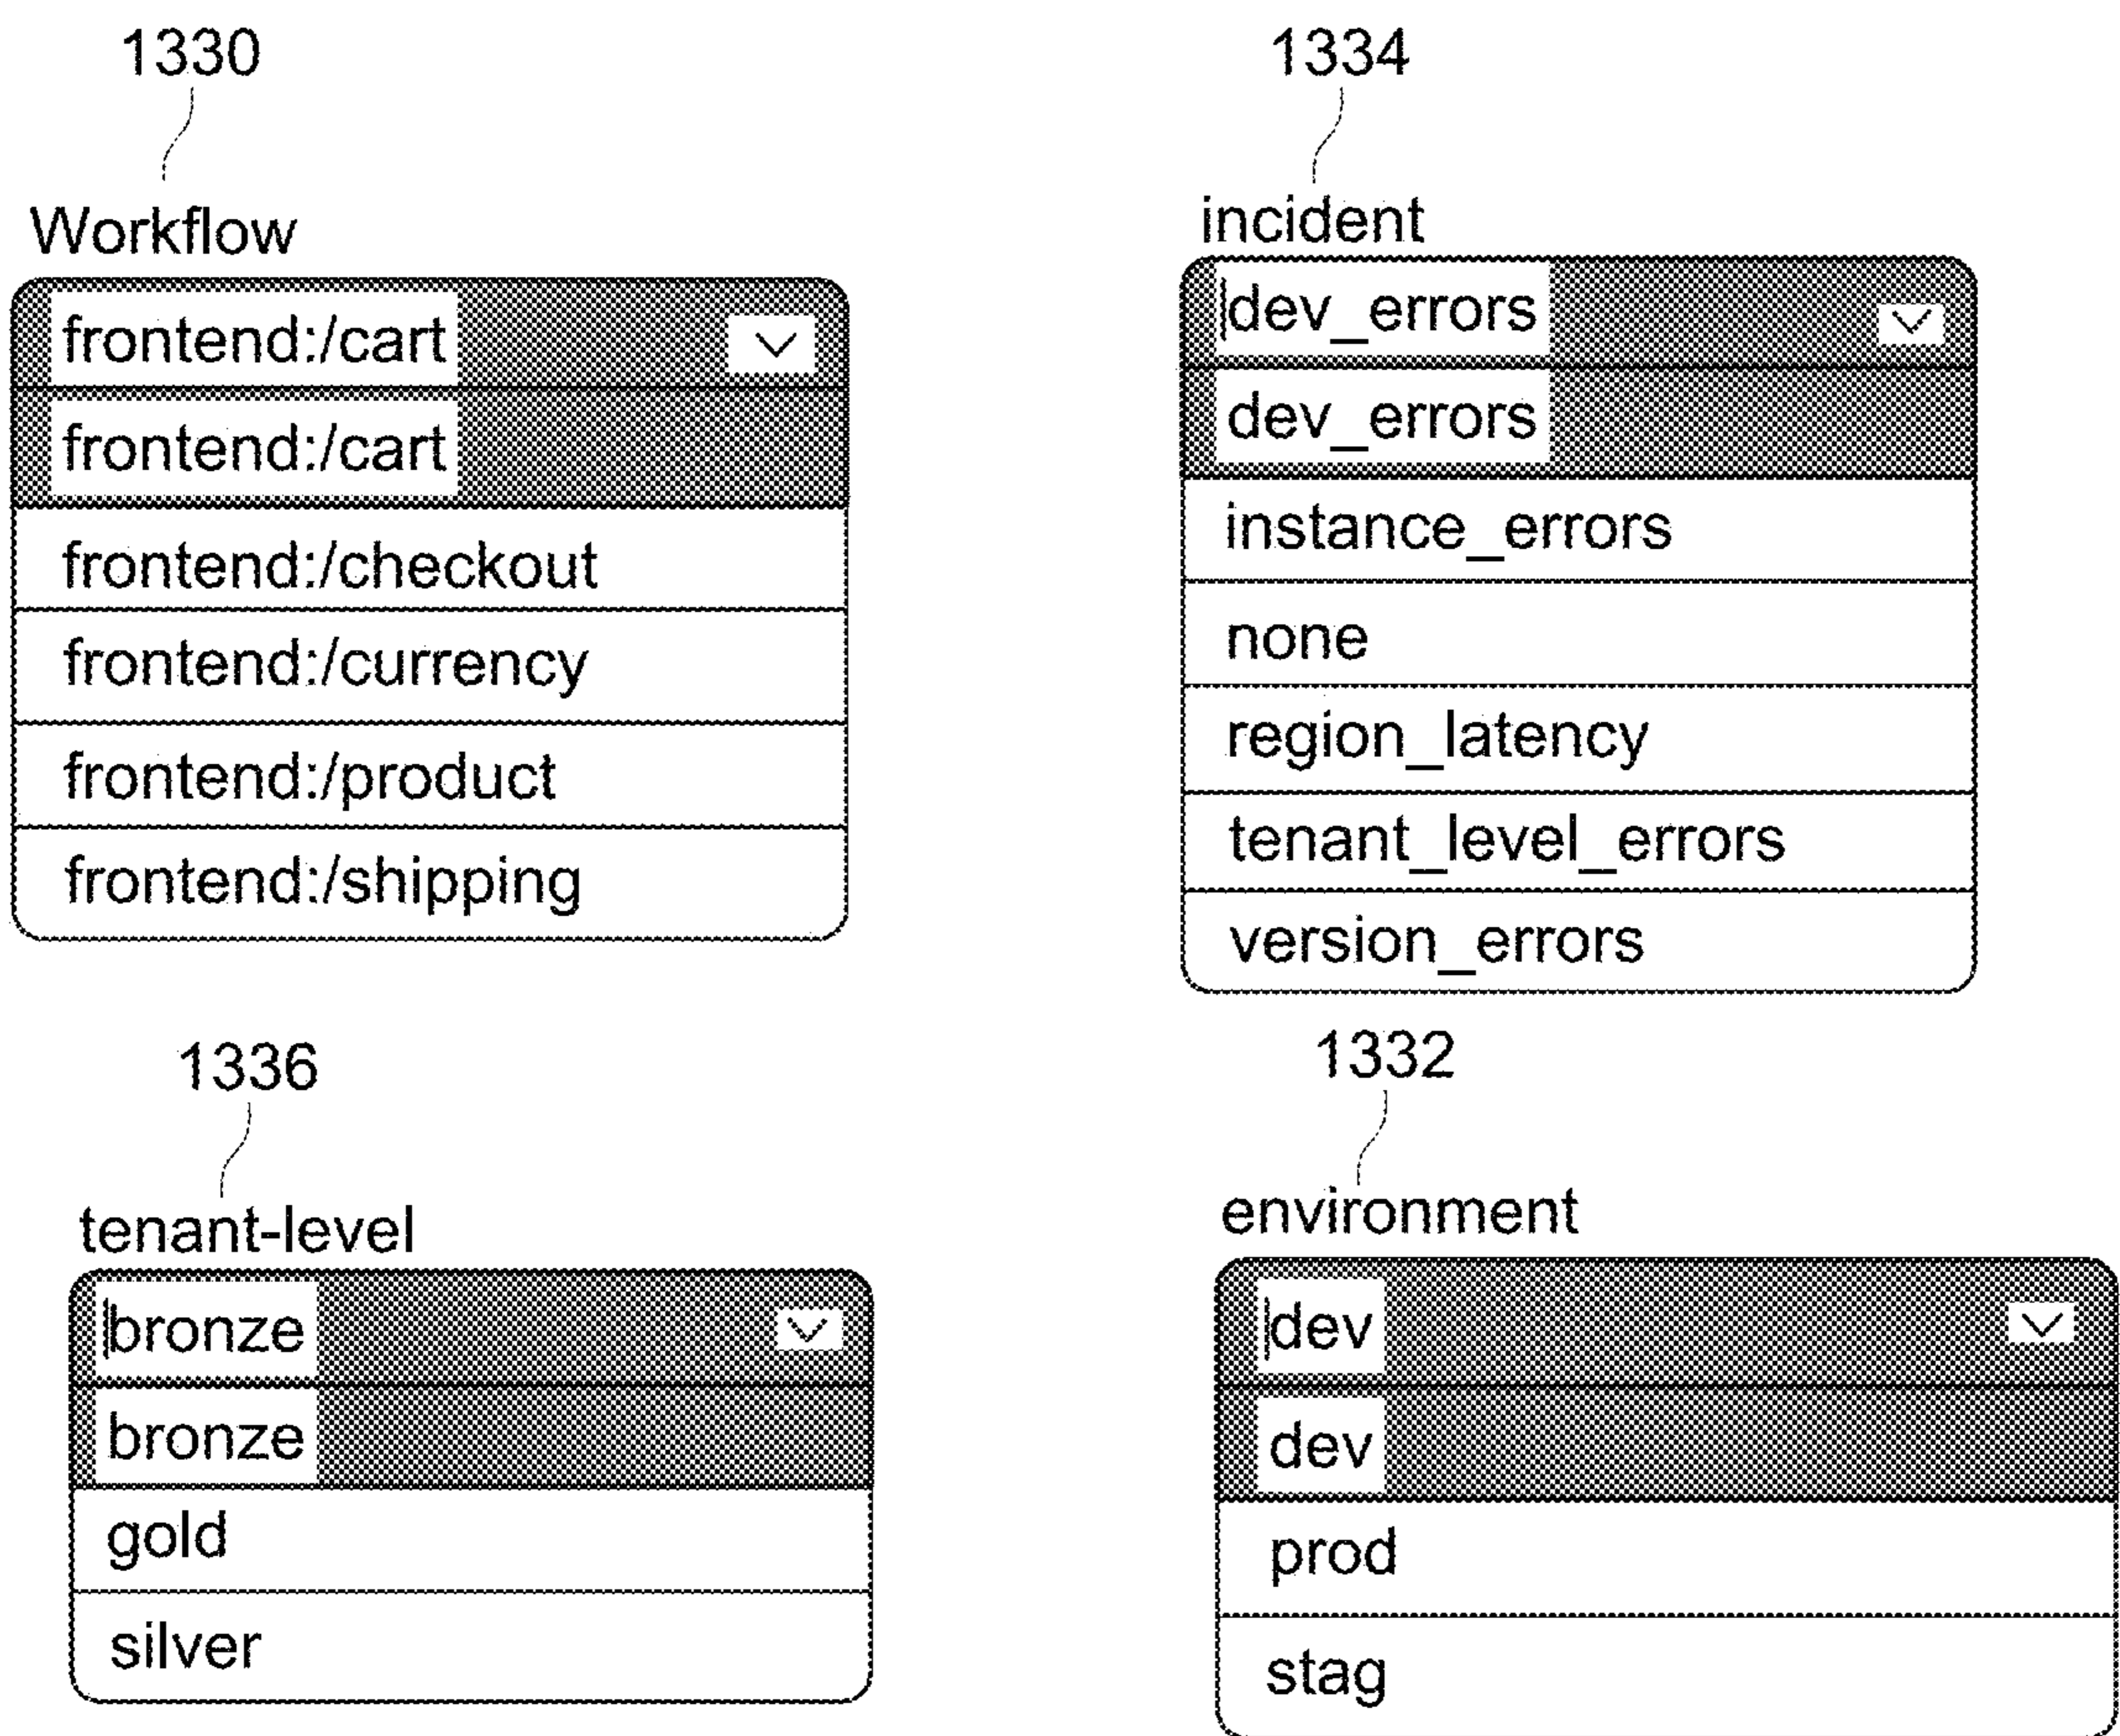 1330
Workflow
frontend:/cart
frontend:/cart
frontend:/checkout
frontend:/currency
frontend:/product
frontend:/shipping
1334
incident
dev_errors
dev_errors
instance_errors
none
region_latency
tenant_level_errors
version_errors
1336
tenant-level
bronze
bronze
gold
silver
1332
environment
dev
dev
prod
stag